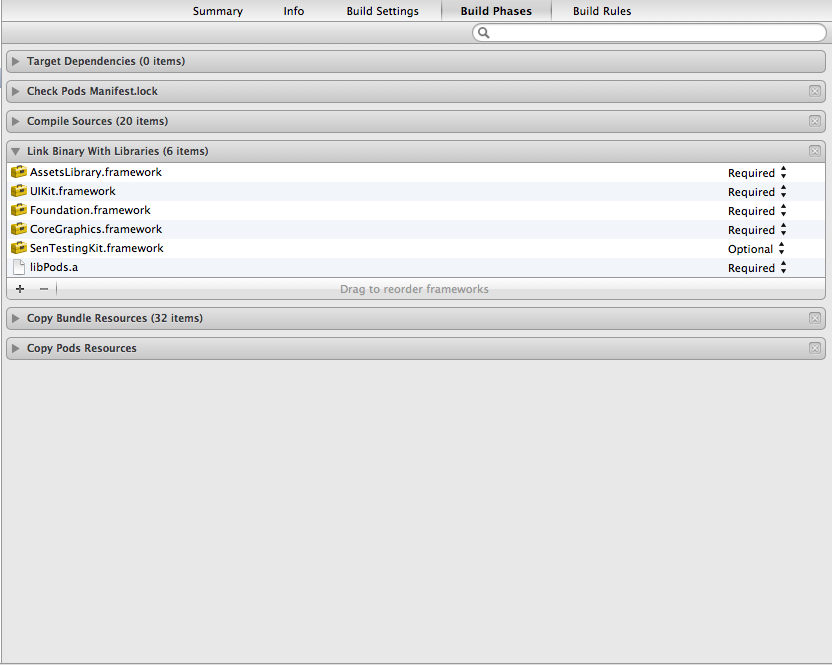 Summary Info Build Settings Build Phases Build Rules
Target Dependencies (0 items)
Check Pods Manifest.lock
Compile Sources (20 items)
Link Binary With Libraries (6 items)
AssetsLibrary.framework Required
UIKit.framework Required
Foundation.framework Required
CoreGraphics.framework Required
SenTestingKit.framework Optional
libPods.a Required
+ − Drag to reorder frameworks
Copy Bundle Resources (32 items)
Copy Pods Resources